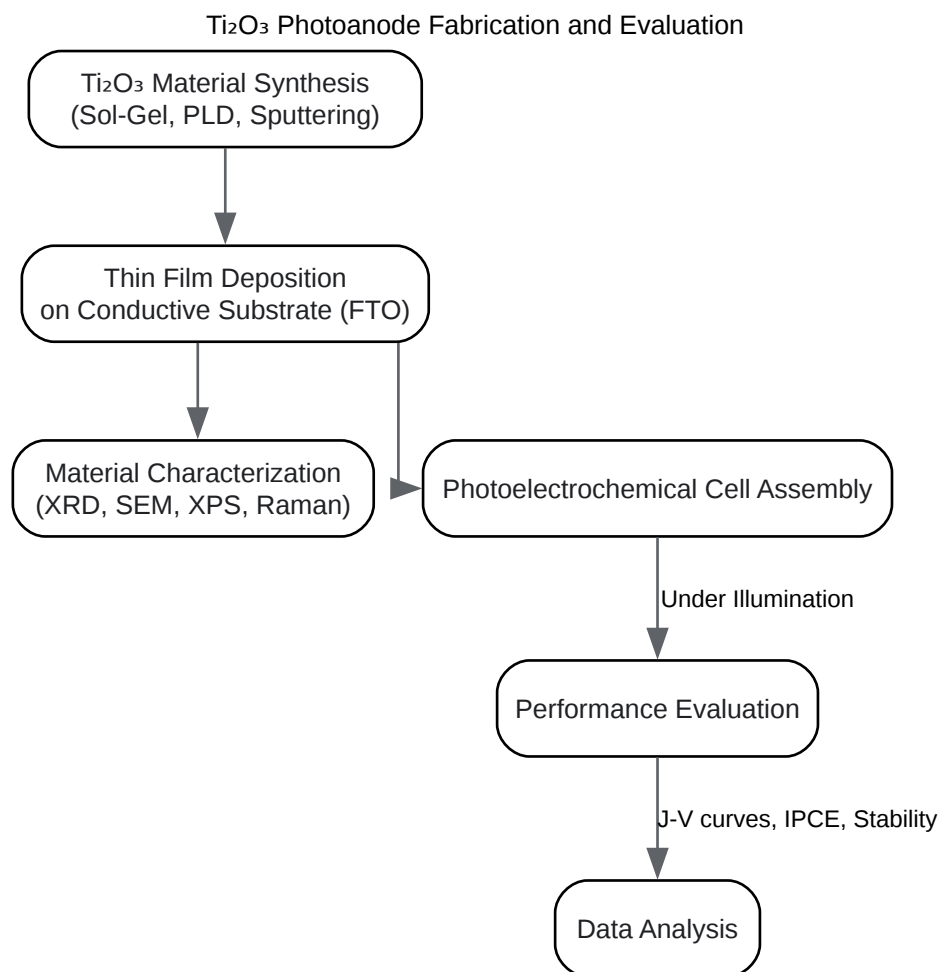 Ti₂O₃ Photoanode Fabrication and Evaluation
Ti₂O₃ Material Synthesis
(Sol-Gel, PLD, Sputtering)
Thin Film Deposition
on Conductive Substrate (FTO)
Material Characterization
(XRD, SEM, XPS, Raman)
Photoelectrochemical Cell Assembly
Under Illumination
Performance Evaluation
J-V curves, IPCE, Stability
Data Analysis